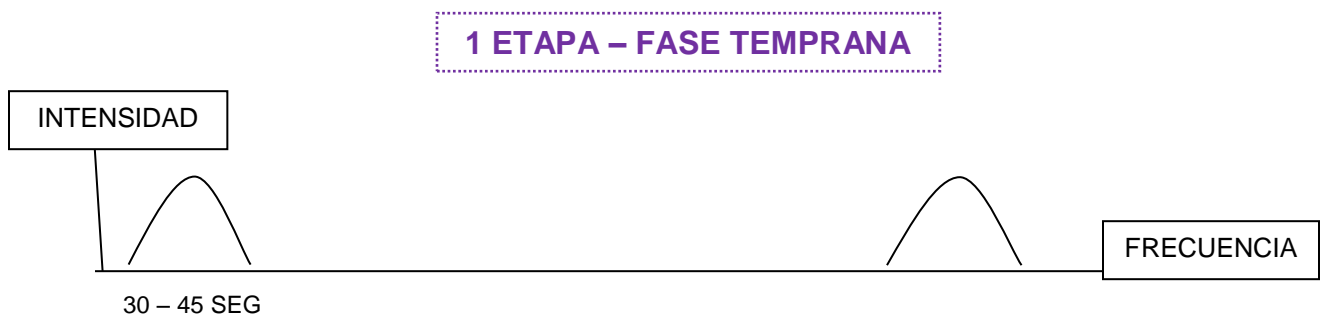 1 ETAPA – FASE TEMPRANA
INTENSIDAD
FRECUENCIA
30 – 45 SEG